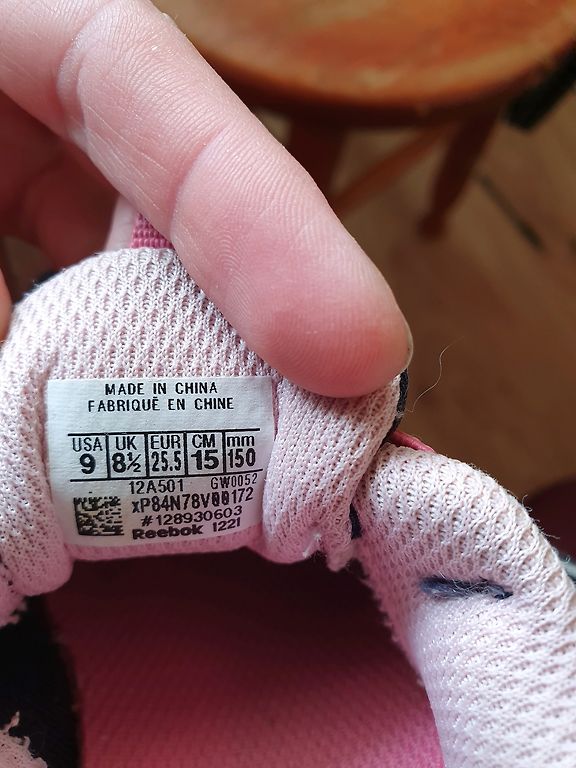 MADE IN CHINA
FABRIQUÉ EN CHINE
USA UK EUR CM mm
9 8½ 25.5 15 150
12A501 GW0052
xP84N78V00172
#128930603
Reebok 1221